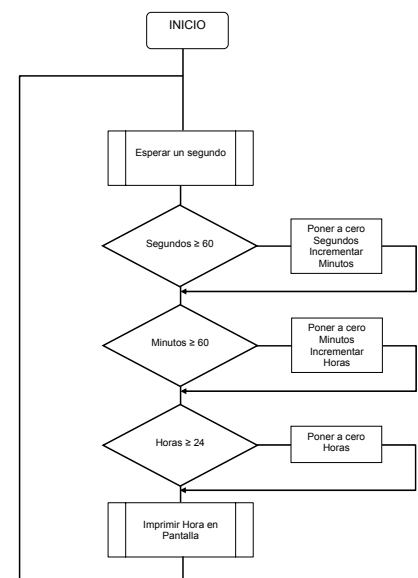 INICIO
Esperar un segundo
Segundos ≥ 60
Poner a cero
Segundos
Incrementar
Minutos
Minutos ≥ 60
Poner a cero
Minutos
Incrementar
Horas
Horas ≥ 24
Poner a cero
Horas
Imprimir Hora en
Pantalla